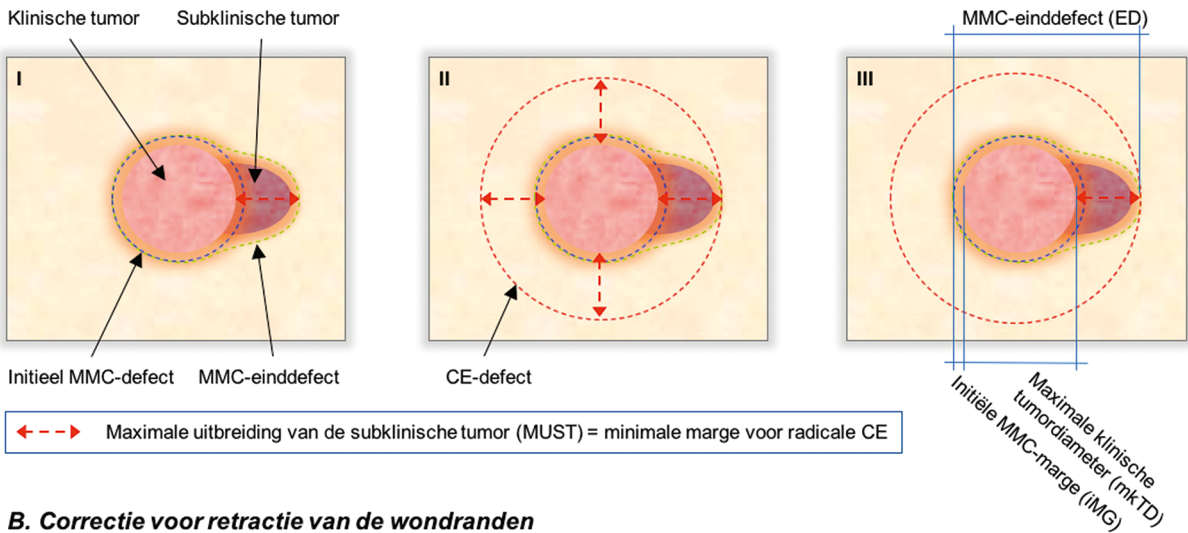 Klinische tumor
Subklinische tumor
MMC-einddefect (ED)
I
II
III
Initieel MMC-defect
MMC-einddefect
CE-defect
Initiële MMC-marge (iMG)
Maximale klinische
tumordiameter (mkTD)
Maximale uitbreiding van de subklinische tumor (MUST) = minimale marge voor radicale CE
B. Correctie voor retractie van de wondranden